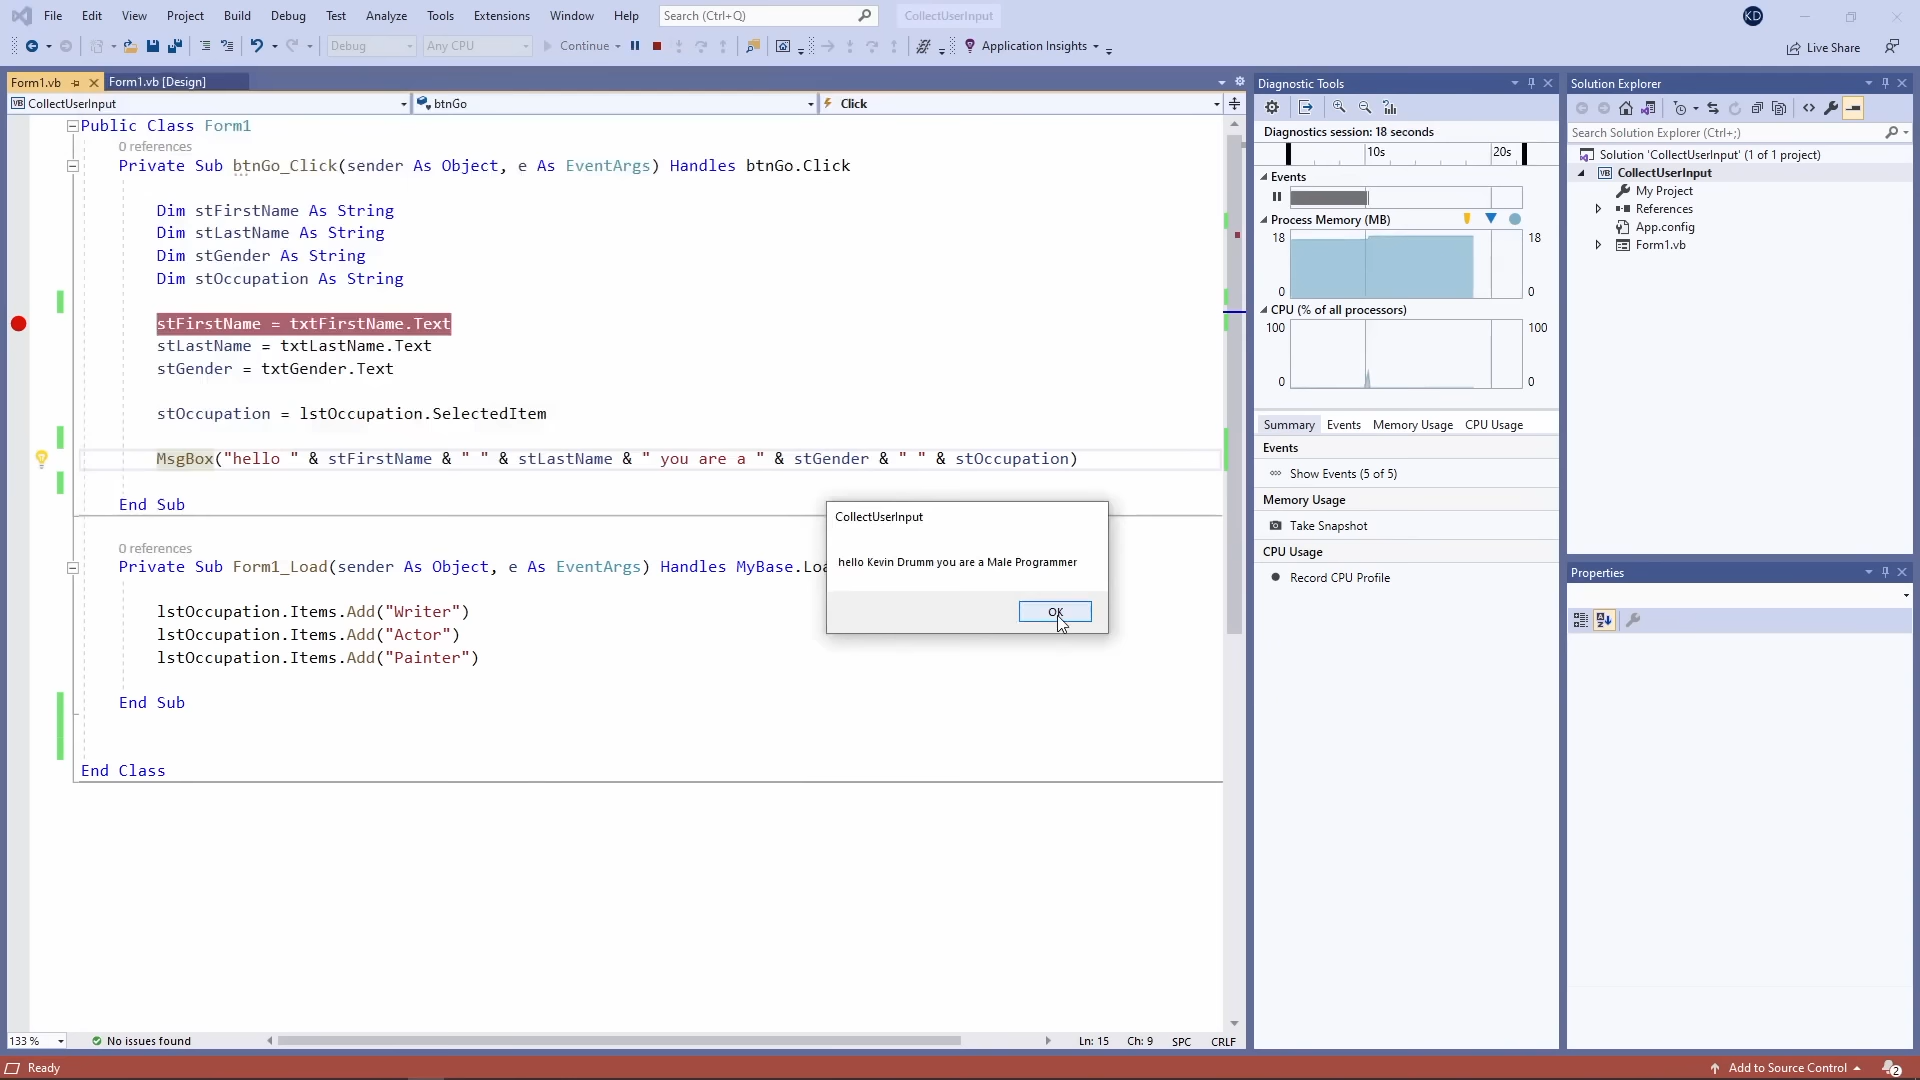 File Edit View Project Build Debug Test Analyze Tools Extensions Window Help Search (Ctrl+Q) CollectUserInput KD
Debug Any CPU Continue Application Insights Live Share
Form1.vb Form1.vb [Design]
CollectUserInput btnGo Click
Public Class Form1
0 references
Private Sub btnGo_Click(sender As Object, e As EventArgs) Handles btnGo.Click
Dim stFirstName As String
Dim stLastName As String
Dim stGender As String
Dim stOccupation As String
stFirstName = txtFirstName.Text
stLastName = txtLastName.Text
stGender = txtGender.Text
stOccupation = lstOccupation.SelectedItem
MsgBox("hello " & stFirstName & " " & stLastName & " you are a " & stGender & " " & stOccupation)
End Sub
0 references
Private Sub Form1_Load(sender As Object, e As EventArgs) Handles MyBase.Loa
lstOccupation.Items.Add("Writer")
lstOccupation.Items.Add("Actor")
lstOccupation.Items.Add("Painter")
End Sub
End Class
CollectUserInput
hello Kevin Drumm you are a Male Programmer
OK
133 % No issues found Ln: 15 Ch: 9 SPC CRLF
Diagnostic Tools
Diagnostics session: 18 seconds
10s 20s
Events
Process Memory (MB)
18 18
0 0
CPU (% of all processors)
100 100
0 0
Summary Events Memory Usage CPU Usage
Events
Show Events (5 of 5)
Memory Usage
Take Snapshot
CPU Usage
Record CPU Profile
Solution Explorer
Search Solution Explorer (Ctrl+;)
Solution 'CollectUserInput' (1 of 1 project)
VB CollectUserInput
My Project
References
App.config
Form1.vb
Properties
Ready Add to Source Control 2